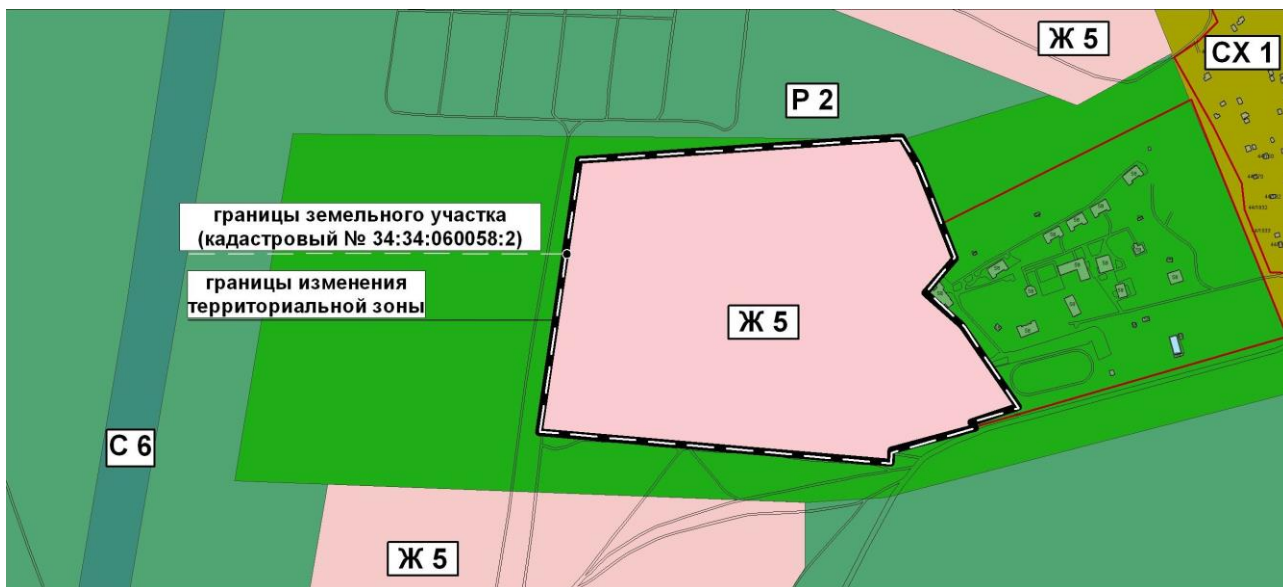 Ж 5
СХ 1
Р 2
границы земельного участка
(кадастровый № 34:34:060058:2)
границы изменения
территориальной зоны
Ж 5
С 6
Ж 5